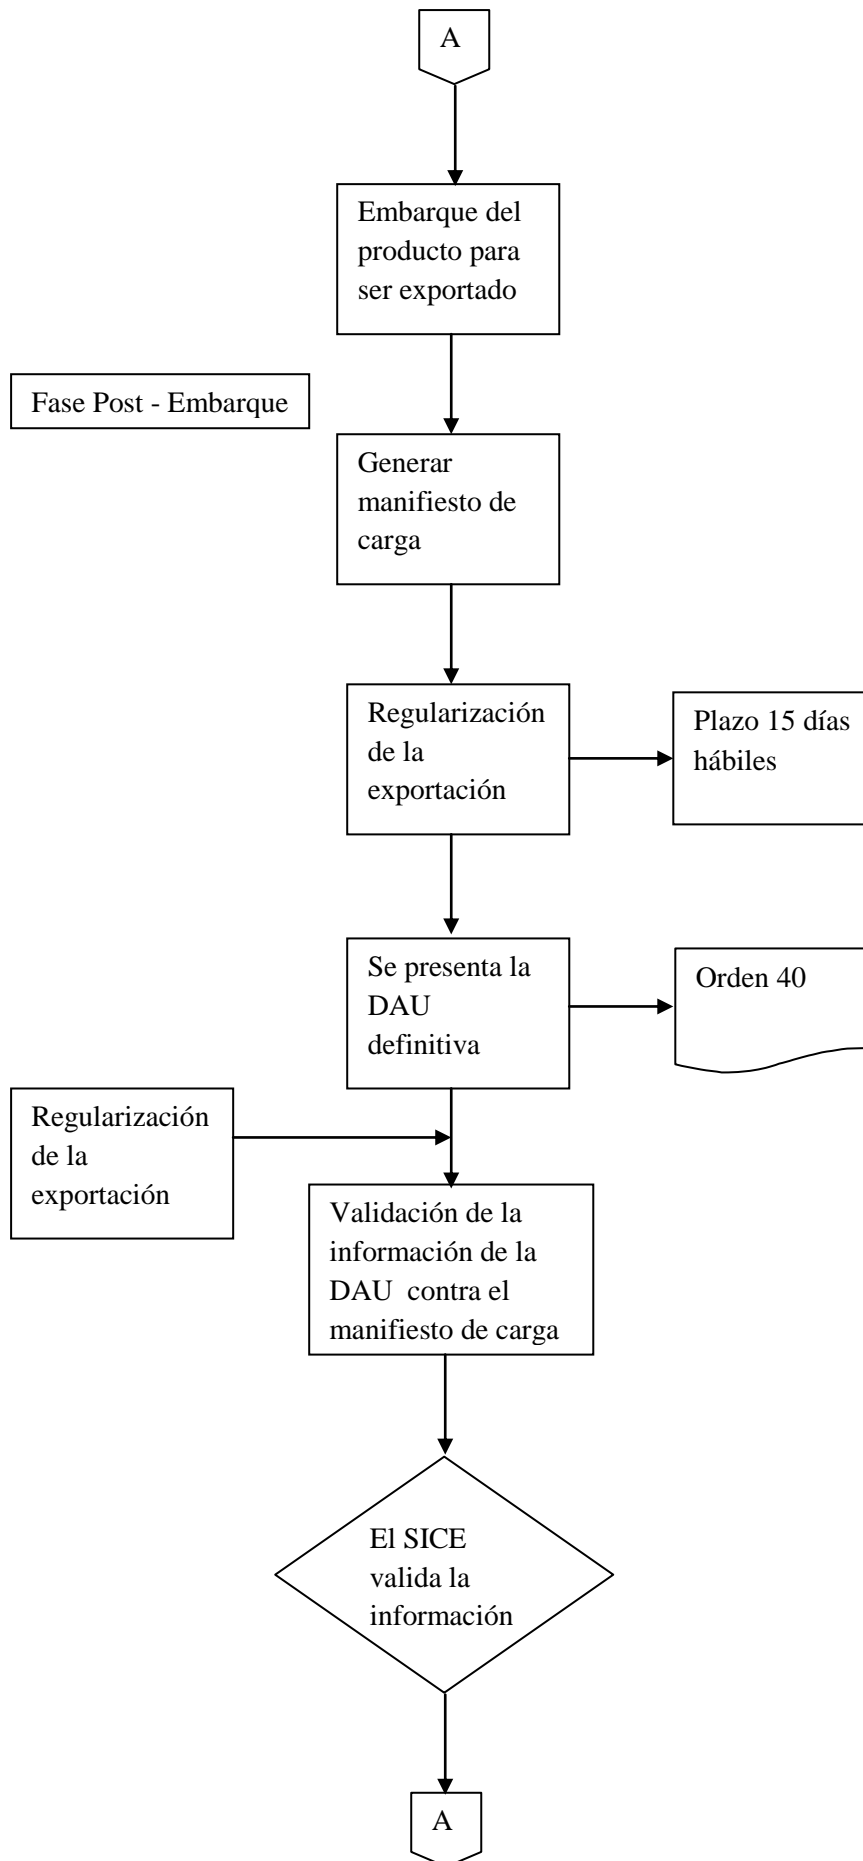 A
Embarque del
producto para
ser exportado
Fase Post - Embarque
Generar
manifiesto de
carga
Regularización
de la
exportación
Plazo 15 días
hábiles
Se presenta la
DAU
definitiva
Orden 40
Regularización
de la
exportación
Validación de la
información de la
DAU  contra el
manifiesto de carga
El SICE
valida la
información
A